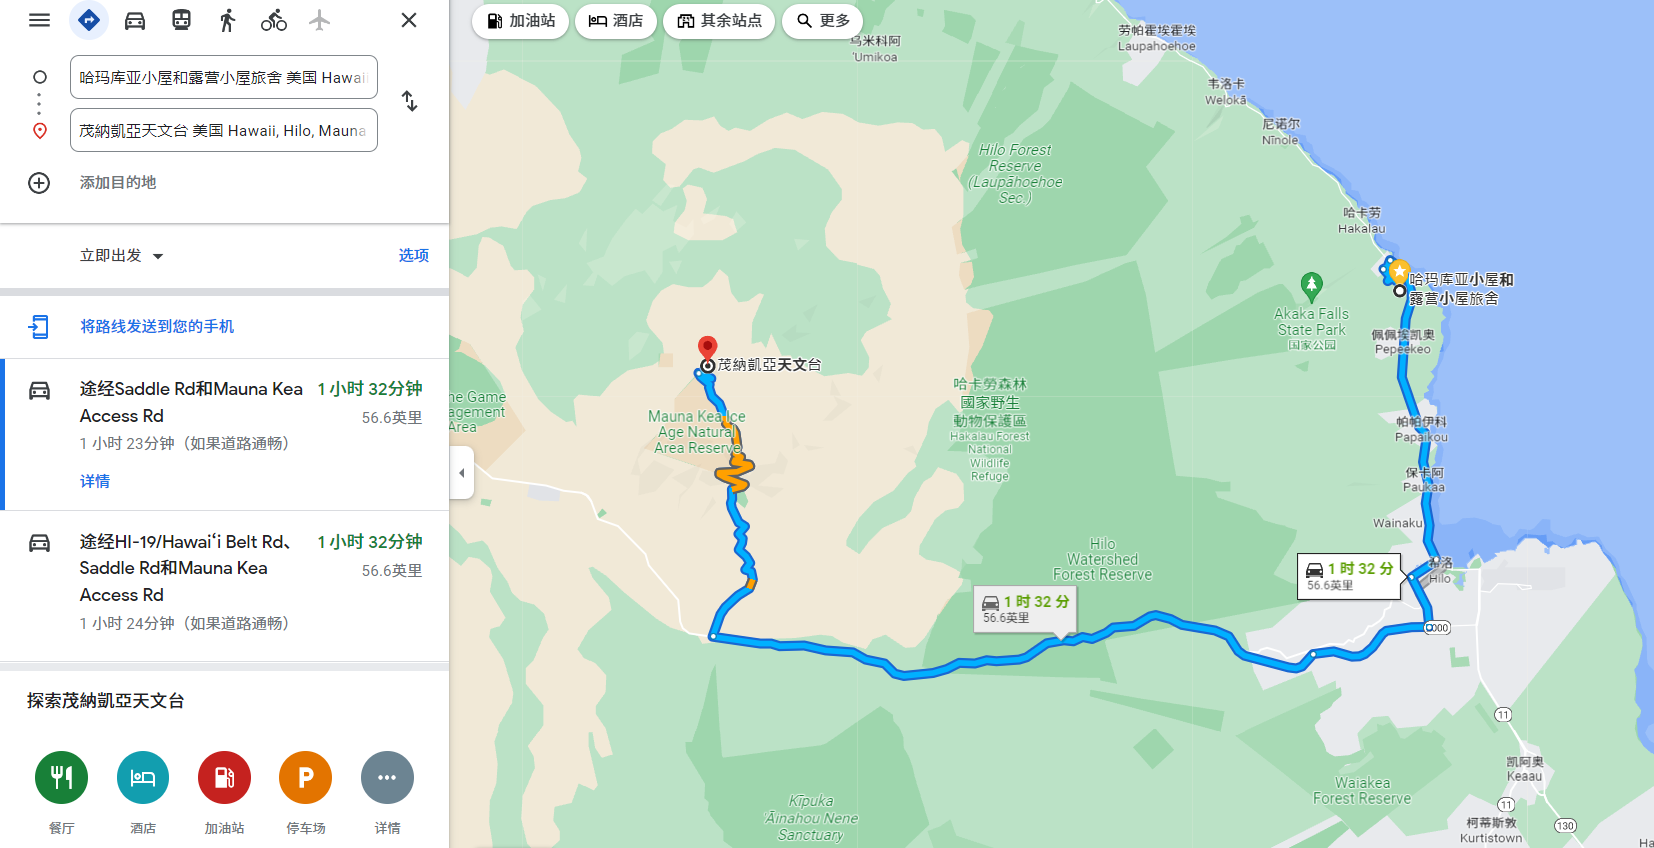 哈玛库亚小屋和露营小屋旅舍 美国 Hawaii
茂納凱亞天文台 美国 Hawaii, Hilo, Mauna
添加目的地
立即出发
选项
将路线发送到您的手机
途经Saddle Rd和Mauna Kea
Access Rd
1 小时 32分钟
56.6英里
1 小时 23分钟（如果道路通畅）
详情
途经HI-19/Hawaiʻi Belt Rd、
Saddle Rd和Mauna Kea
Access Rd
1 小时 32分钟
56.6英里
1 小时 24分钟（如果道路通畅）
探索茂納凱亞天文台
P
餐厅
酒店
加油站
停车场
详情
加油站
酒店
其余站点
更多
乌米科阿
'Umikoa
劳帕霍埃霍埃
Laupahoehoe
韦洛卡
Welokā
尼诺尔
Nīnole
Hilo Forest
Reserve
(Laupāhoehoe
Sec.)
哈卡劳
Hakalau
哈玛库亚小屋和
露营小屋旅舍
Akaka Falls
State Park
国家公园
佩佩埃凯奥
Pepeekeo
茂納凱亞天文台
哈卡勞森林
國家野生
動物保護區
Hakalau Forest
National
Wildlife
Refuge
ne Game
agement
Area
Mauna Kea Ice
Age Natural
Area Reserve
帕帕伊科
Papaikou
保卡阿
Paukaa
Wainaku
Hilo
Watershed
Forest Reserve
1 时 32 分
56.6英里
希洛
Hilo
1 时 32 分
56.6英里
11
凯阿奥
Keaau
Waiakea
Forest Reserve
11
Kīpuka
'Āinahou Nene
Sanctuary
柯蒂斯敦
Kurtistown
130
Ha